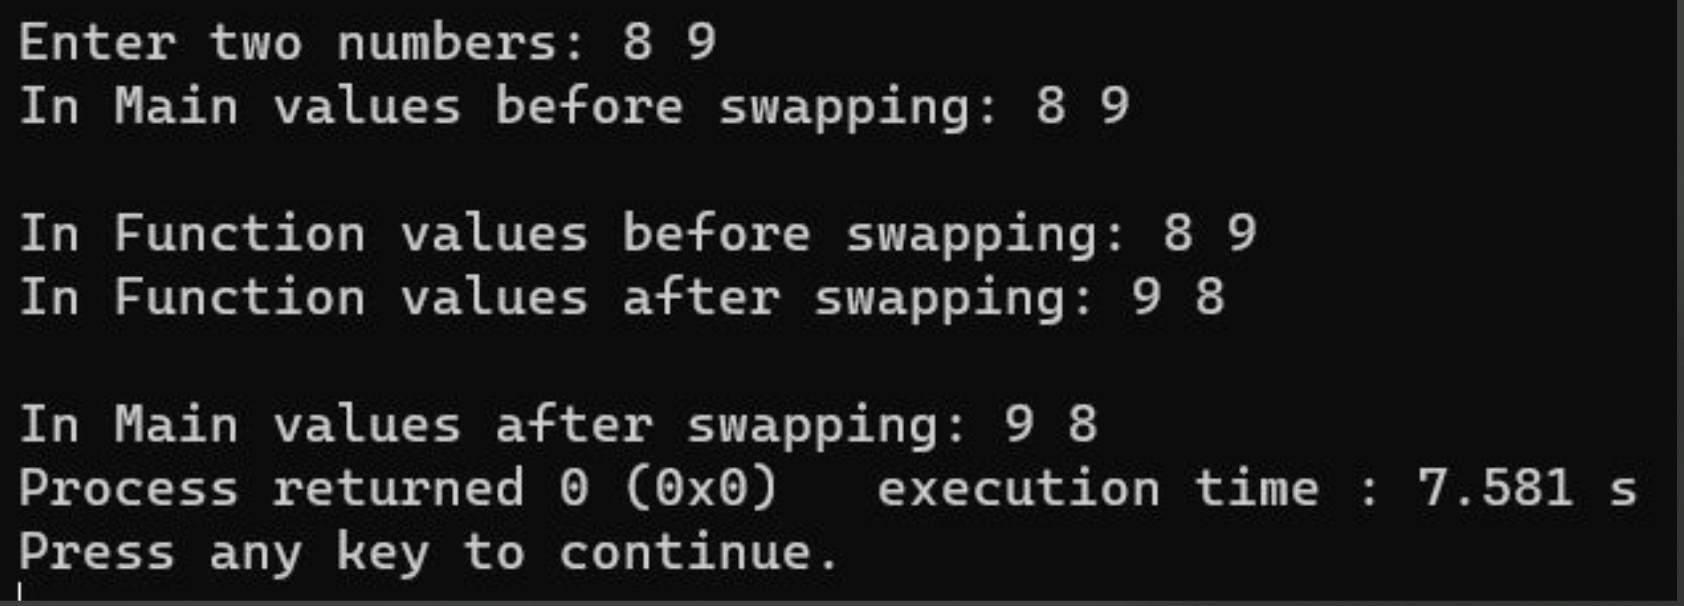 Enter two numbers: 8 9
In Main values before swapping: 8 9
In Function values before swapping: 8 9
In Function values after swapping: 9 8
In Main values after swapping: 9 8
Process returned 0 (0x0)   execution time : 7.581 s
Press any key to continue.